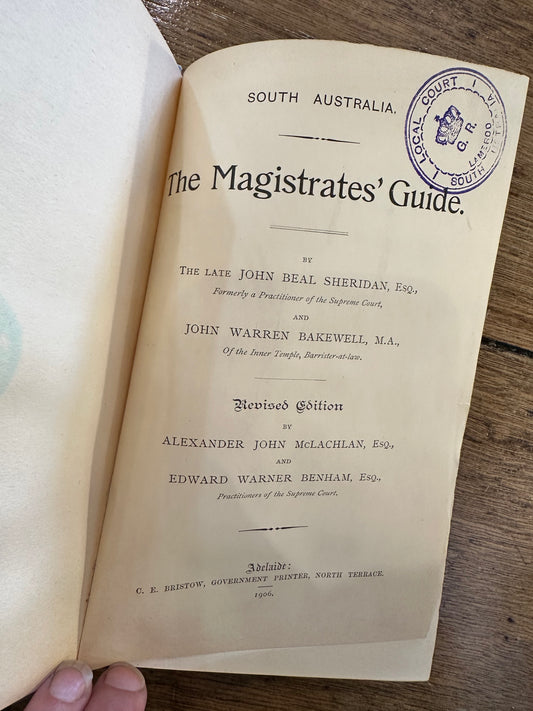 SOUTH AUSTRALIA.
LOCAL COURT
G. R.
LAMEROO
SOUTH AUSTRALIA
The Magistrates' Guide.
BY
THE LATE JOHN BEAL SHERIDAN, ESQ.,
Formerly a Practitioner of the Supreme Court,
AND
JOHN WARREN BAKEWELL, M.A.,
Of the Inner Temple, Barrister-at-law.
Revised Edition
BY
ALEXANDER JOHN McLACHLAN, ESQ.,
AND
EDWARD WARNER BENHAM, ESQ.,
Practitioners of the Supreme Court.
Adelaide:
C. E. BRISTOW, GOVERNMENT PRINTER, NORTH TERRACE.
1906.